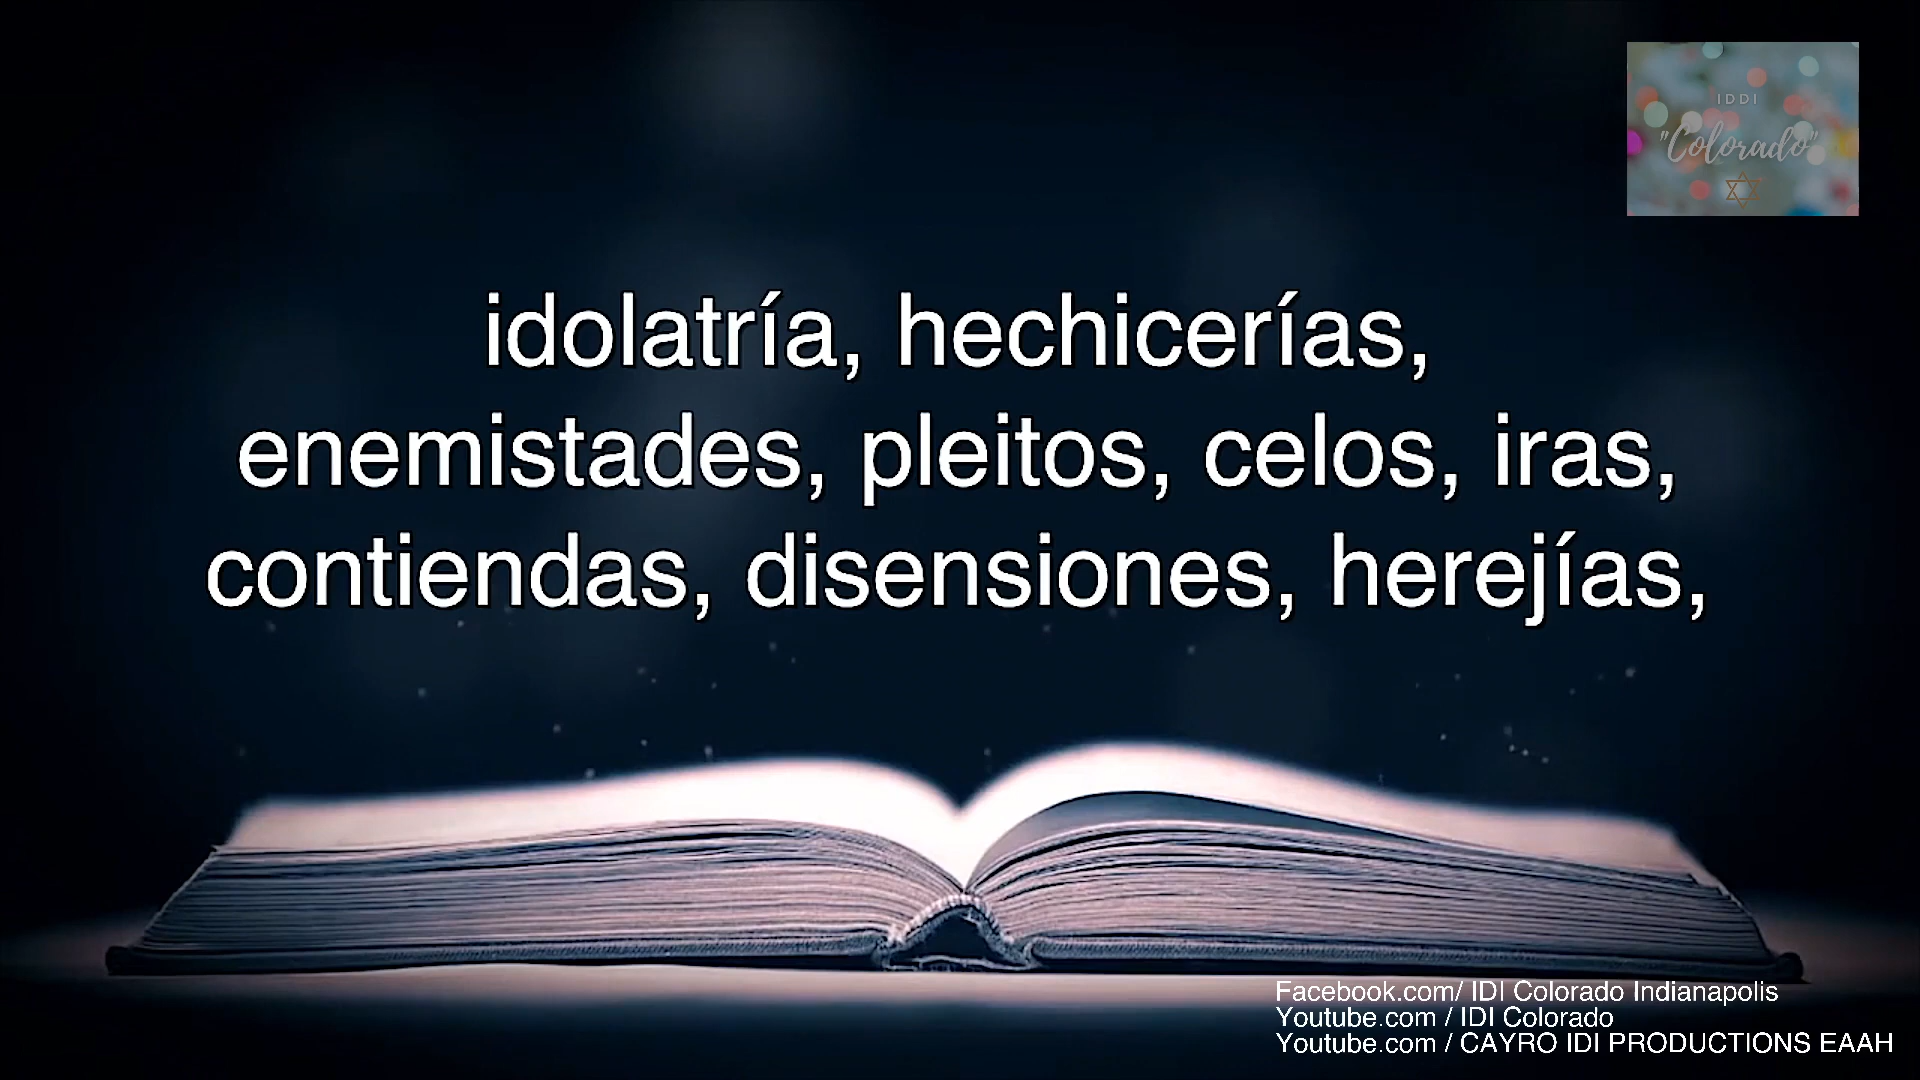 IDDI
"Colorado"
idolatría, hechicerías,
enemistades, pleitos, celos, iras,
contiendas, disensiones, herejías,
Facebook.com/ IDI Colorado Indianapolis
Youtube.com / IDI Colorado
Youtube.com / CAYRO IDI PRODUCTIONS EAAH